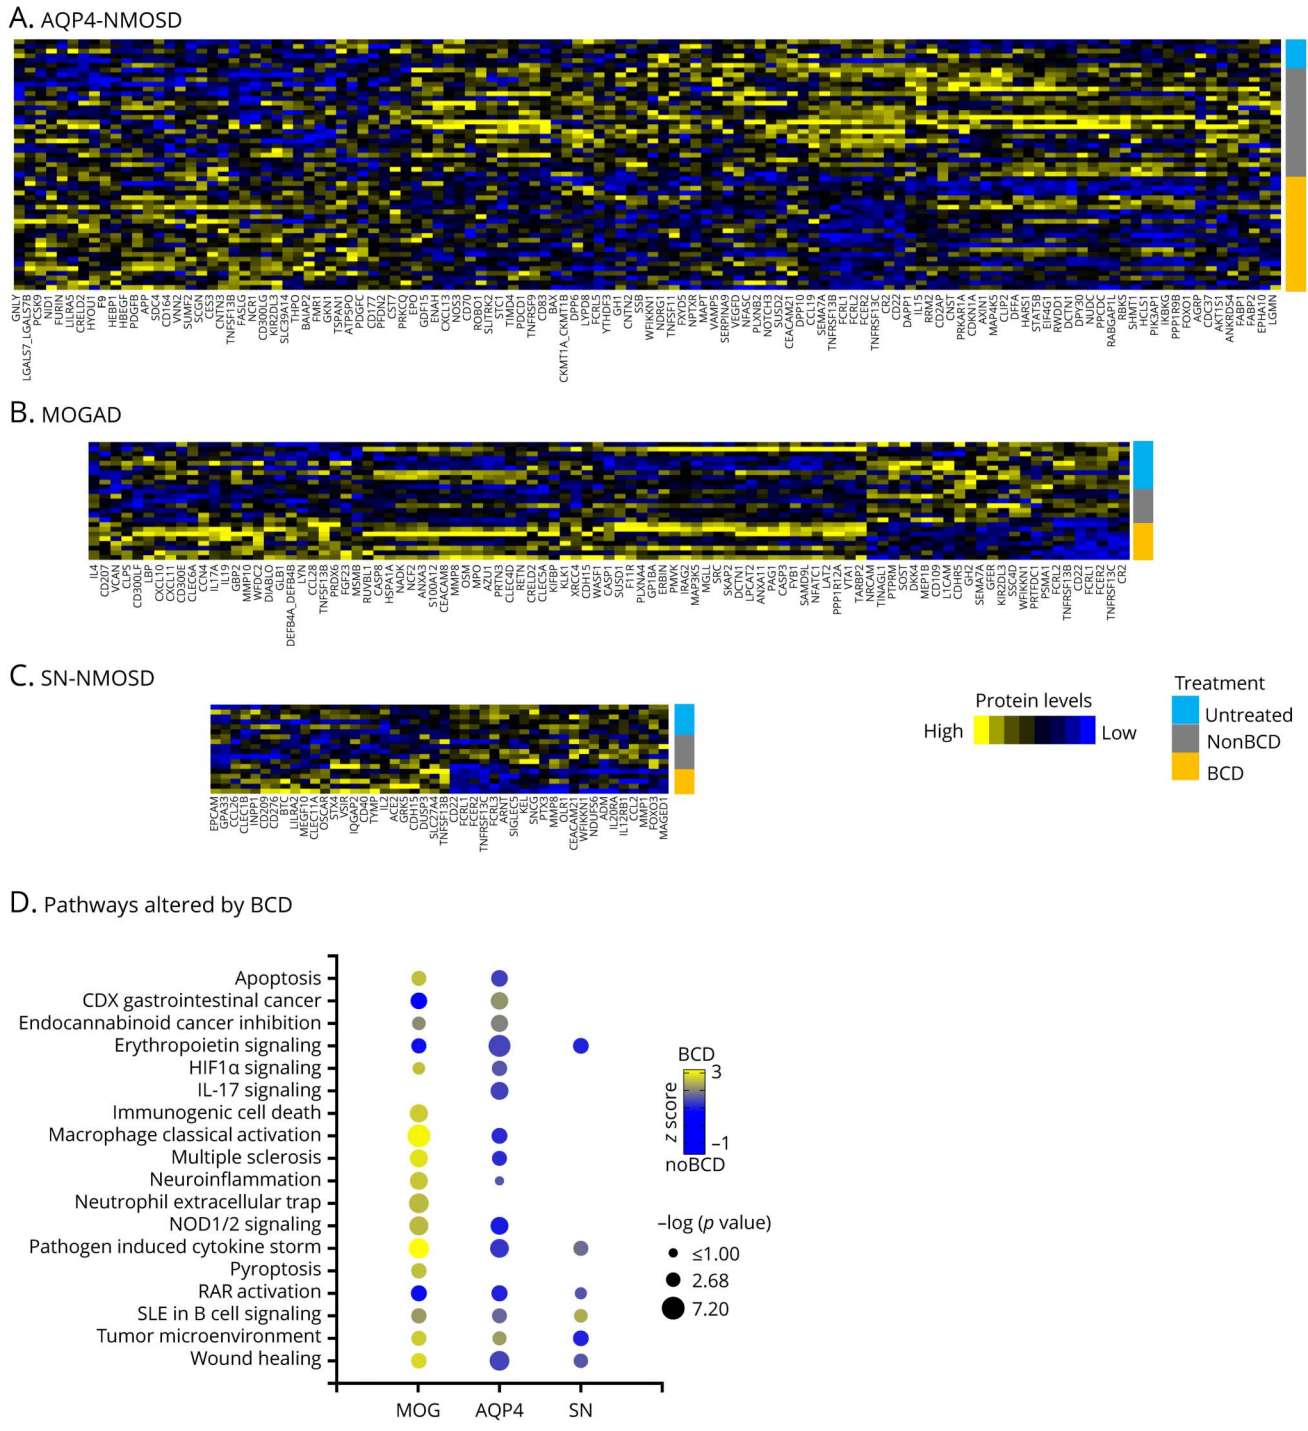 A. AQP4-NMOSD
GNLY
LGALS7_LGALS7B
PCSK9
NID1
FURIN
LILRA5
CRELD2
HYOU1
F9
HEBP1
HBEGF
PDGFB
APP
SDC4
CD164
VNN2
SUMF2
SCGN
CES3
CNTN3
TNFSF13B
FASLG
NCR1
CD300LG
KIR2DL3
SLC39A14
THPO
BAIAP2
FMR1
GKN1
TSPAN1
ATP5PO
PDGFC
CD177
PFDN2
CST7
PRKCQ
EPO
GDF15
ENAH
CXCL13
NOS3
CD70
ROBO1
SLITRK2
STC1
TIMD4
PDCD1
TNFRSF9
CD83
BAX
CKMT1A_CKMT1B
DPP6
LYPD8
FCRL5
YTHDF3
GH1
CNTN2
SSB
WFIKKN1
NDRG1
TNFSF11
FXYD5
NPTXR
MAPT
VAMP5
SERPINA9
VEGFD
NFASC
PLXNB2
NOTCH3
SUSD2
CEACAM21
DPP10
CCL19
SEMA7A
TNFRSF13B
FCRL1
FCRL2
FCER2
TNFRSF13C
CR2
CD22
DAPP1
IL15
RRM2
CD2AP
CNST
PRKAR1A
CDKN1A
AXIN1
MAP4K5
CLIP2
DFFA
HARS1
STAT5B
EIF4G1
RWDD1
DCTN1
DPY30
NUDC
PPCDC
RABGAP1L
RBKS
SHMT1
HCLS1
PIK3AP1
IKBKG
PPP1R9B
FOXO1
AGRP
CDC37
AKT1S1
ANKRD54
FABP1
FABP2
EPHA10
LGMN
B. MOGAD
IL4
CD207
VCAN
CLPS
CD300LF
LBP
CXCL10
CXCL11
CD300E
CLEC6A
CCN4
IL17A
IL19
GBP2
MMP10
WFDC2
DIABLO
GLB1
DEFB4A_DEFB4B
LYN
CCL28
TNFSF13B
PRDX6
FGF23
MSMB
RUVBL1
CASP8
HSPA1A
NADK
NCF2
ANXA3
S100A12
CEACAM8
MMP8
OSM
MPO
AZU1
PRTN3
CLEC4D
RETN
CRELD2
CLEC5A
KIFBP
KLK1
XRCC4
CDH15
WASF1
CASP1
SUSD1
F11R
PLXNA4
GP1BA
ERBIN
PMVK
IRAG2
MAP3K5
MGLL
SRC
SKAP2
DCTN1
LPCAT2
ANXA11
PAG1
CASP3
FYB1
SAMD9L
NFATC1
LAT2
PPP1R12A
VTA1
TARBP2
NRCAM
TINAGL1
PTPRM
SOST
DKK4
MEP1B
CD1C
L1CAM
CDHR5
GH2
SEMA7A
GFER
KIR2DL3
SSC4D
WFIKKN1
PRTFDC1
PSMA1
FCRL2
TNFRSF13B
CD22
FCRL1
FCER2
TNFRSF13C
CR2
C. SN-NMOSD
EPCAM
GPA33
CCL26
CLEC1B
INPP1
CD209
CD276
BTC
LILRA2
MEGF10
CLEC11A
OSCAR
STX4
VSIR
IQGAP2
CD40
TYMP
IL2
ACE2
GRK5
CDH15
DUSP3
SLC27A4
TNFSF13B
CD22
FCRL2
FCER2
TNFRSF13C
FCRL3
ARNT
SIGLEC5
KEL
SNCG
PTX3
MMP8
OLR1
CEACAM21
WFIKKN1
NDUFS6
ADM
IL20RA
IL12RB1
CCL2
MMP1
FOXO3
MAGED1
Protein levels
High
Low
Treatment
Untreated
NonBCD
BCD
D. Pathways altered by BCD
Apoptosis
CDX gastrointestinal cancer
Endocannabinoid cancer inhibition
Erythropoietin signaling
HIF1α signaling
IL-17 signaling
Immunogenic cell death
Macrophage classical activation
Multiple sclerosis
Neuroinflammation
Neutrophil extracellular trap
NOD1/2 signaling
Pathogen induced cytokine storm
Pyroptosis
RAR activation
SLE in B cell signaling
Tumor microenvironment
Wound healing
MOG
AQP4
SN
BCD
z score
3
–1
noBCD
–log (p value)
≤1.00
2.68
7.20